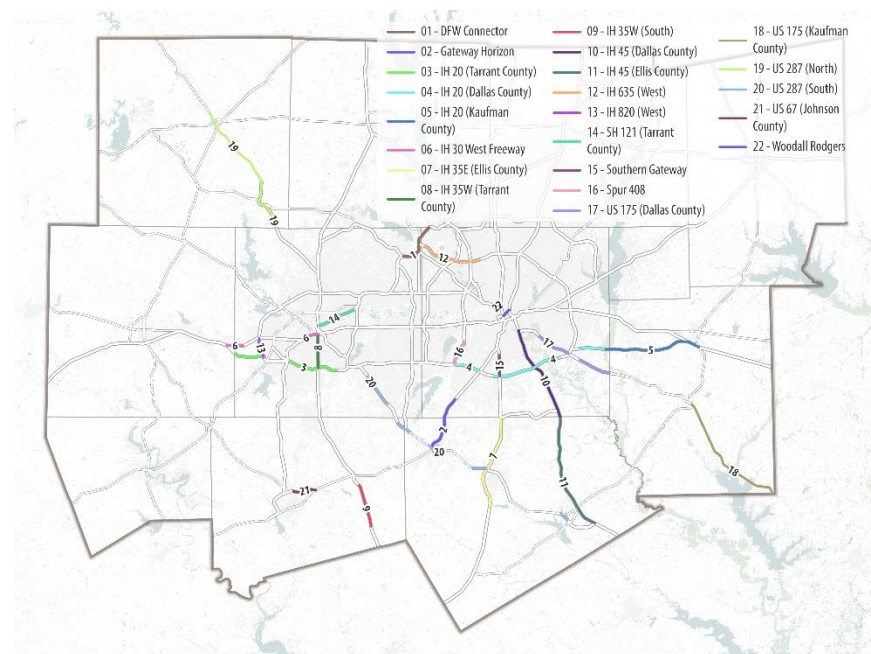 01 - DFW Connector
02 - Gateway Horizon
03 - IH 20 (Tarrant County)
04 - IH 20 (Dallas County)
05 - IH 20 (Kaufman
County)
06 - IH 30 West Freeway
07 - IH 35E (Ellis County)
08 - IH 35W (Tarrant
County)
09 - IH 35W (South)
10 - IH 45 (Dallas County)
11 - IH 45 (Ellis County)
12 - IH 635 (West)
13 - IH 820 (West)
14 - SH 121 (Tarrant
County)
15 - Southern Gateway
16 - Spur 408
17 - US 175 (Dallas County)
18 - US 175 (Kaufman
County)
19 - US 287 (North)
20 - US 287 (South)
21 - US 67 (Johnson
County)
22 - Woodall Rodgers
19
19
1
12
22
14
6
6
13
8
3
16
4
15
17
4
5
10
20
2
20
7
18
11
21
9